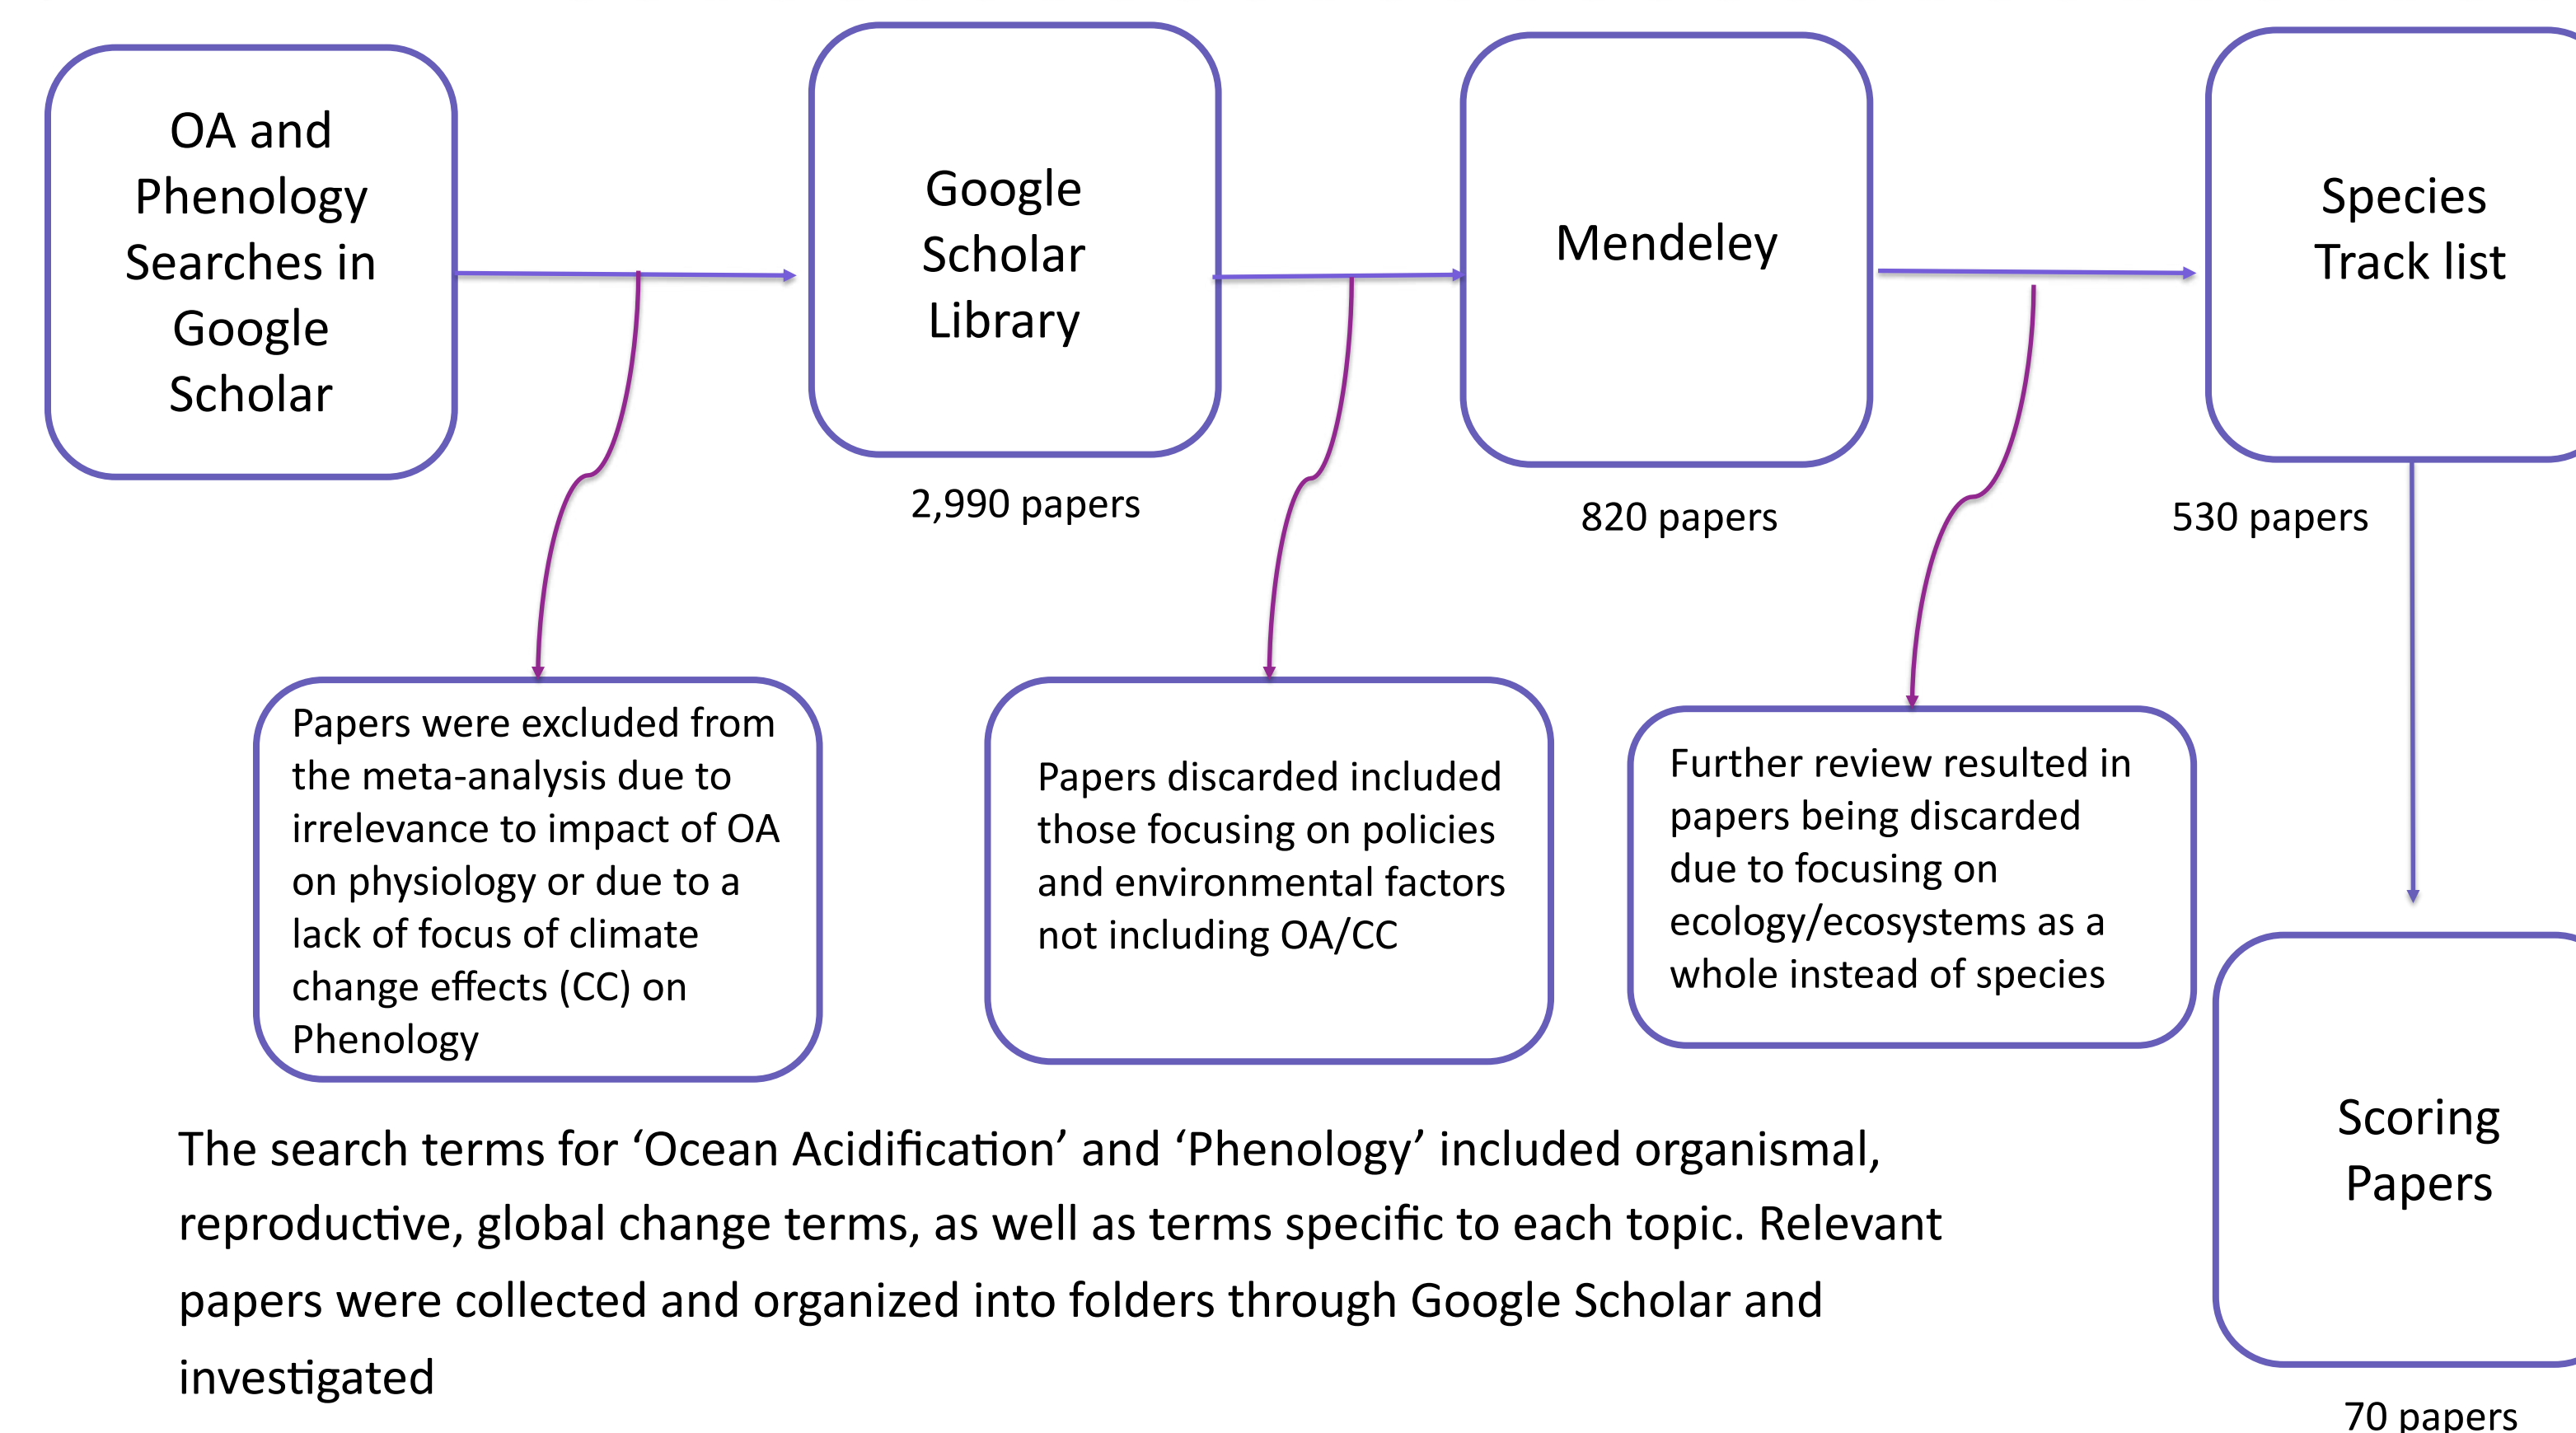 OA and
Phenology
Searches in
Google
Scholar
Google
Scholar
Library
2,990 papers
Mendeley
820 papers
Species
Track list
530 papers
Papers were excluded from
the meta-analysis due to
irrelevance to impact of OA
on physiology or due to a
lack of focus of climate
change effects (CC) on
Phenology
Papers discarded included
those focusing on policies
and environmental factors
not including OA/CC
Further review resulted in
papers being discarded
due to focusing on
ecology/ecosystems as a
whole instead of species
Scoring
Papers
70 papers
The search terms for ‘Ocean Acidification’ and ‘Phenology’ included organismal,
reproductive, global change terms, as well as terms specific to each topic. Relevant
papers were collected and organized into folders through Google Scholar and
investigated